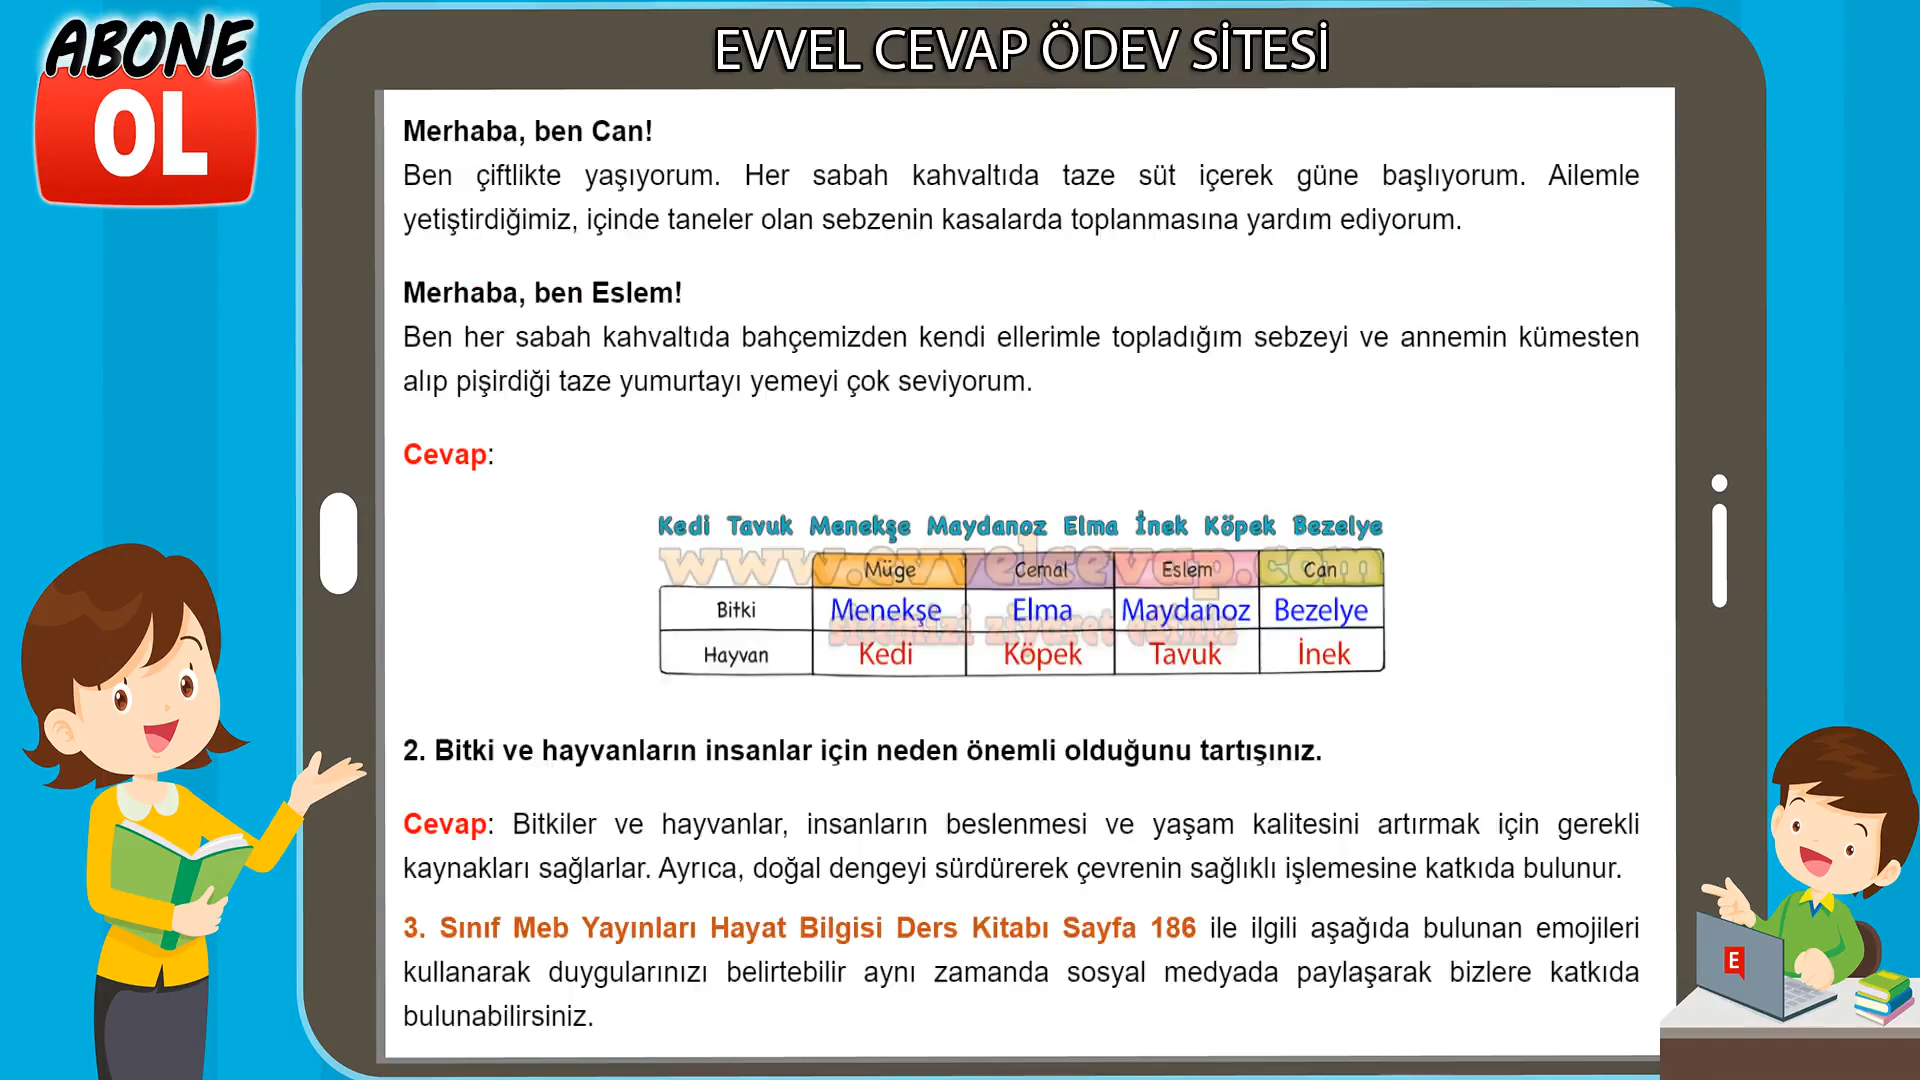 ABONE
OL
EVVEL CEVAP ÖDEV SİTESİ
Merhaba, ben Can!
Ben çiftlikte yaşıyorum. Her sabah kahvaltıda taze süt içerek güne başlıyorum. Ailemle
yetiştirdiğimiz, içinde taneler olan sebzenin kasalarda toplanmasına yardım ediyorum.
Merhaba, ben Eslem!
Ben her sabah kahvaltıda bahçemizden kendi ellerimle topladığım sebzeyi ve annemin kümesten
alıp pişirdiği taze yumurtayı yemeyi çok seviyorum.
Cevap:
Kedi Tavuk Menekşe Maydanoz Elma İnek Köpek Bezelye
www.evvelcevap.com
Müge Cemal Eslem Can
Bitki Menekşe Elma Maydanoz Bezelye
sitemizi ziyaret ediniz
Hayvan Kedi Köpek Tavuk İnek
2. Bitki ve hayvanların insanlar için neden önemli olduğunu tartışınız.
Cevap: Bitkiler ve hayvanlar, insanların beslenmesi ve yaşam kalitesini artırmak için gerekli
kaynakları sağlarlar. Ayrıca, doğal dengeyi sürdürerek çevrenin sağlıklı işlemesine katkıda bulunur.
3. Sınıf Meb Yayınları Hayat Bilgisi Ders Kitabı Sayfa 186 ile ilgili aşağıda bulunan emojileri
kullanarak duygularınızı belirtebilir aynı zamanda sosyal medyada paylaşarak bizlere katkıda
bulunabilirsiniz.
E